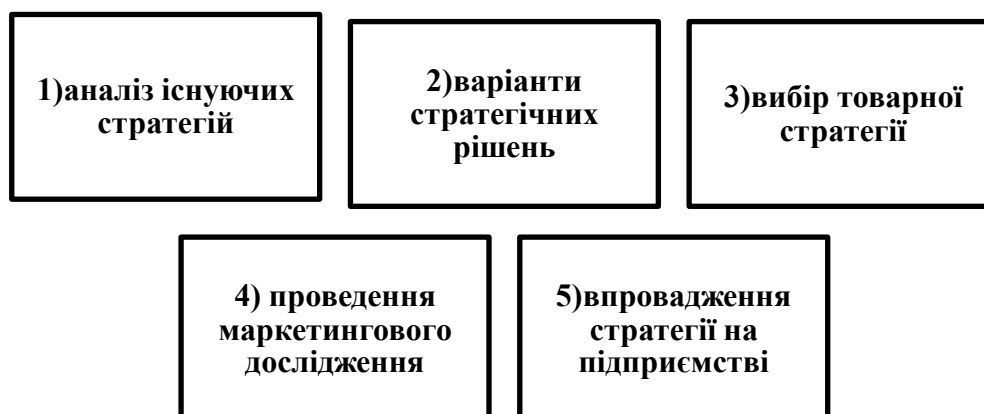 1)аналіз існуючих
стратегій
2)варіанти
стратегічних
рішень
3)вибір товарної
стратегії
4) проведення
маркетингового
дослідження
5)впровадження
стратегії на
підприємстві